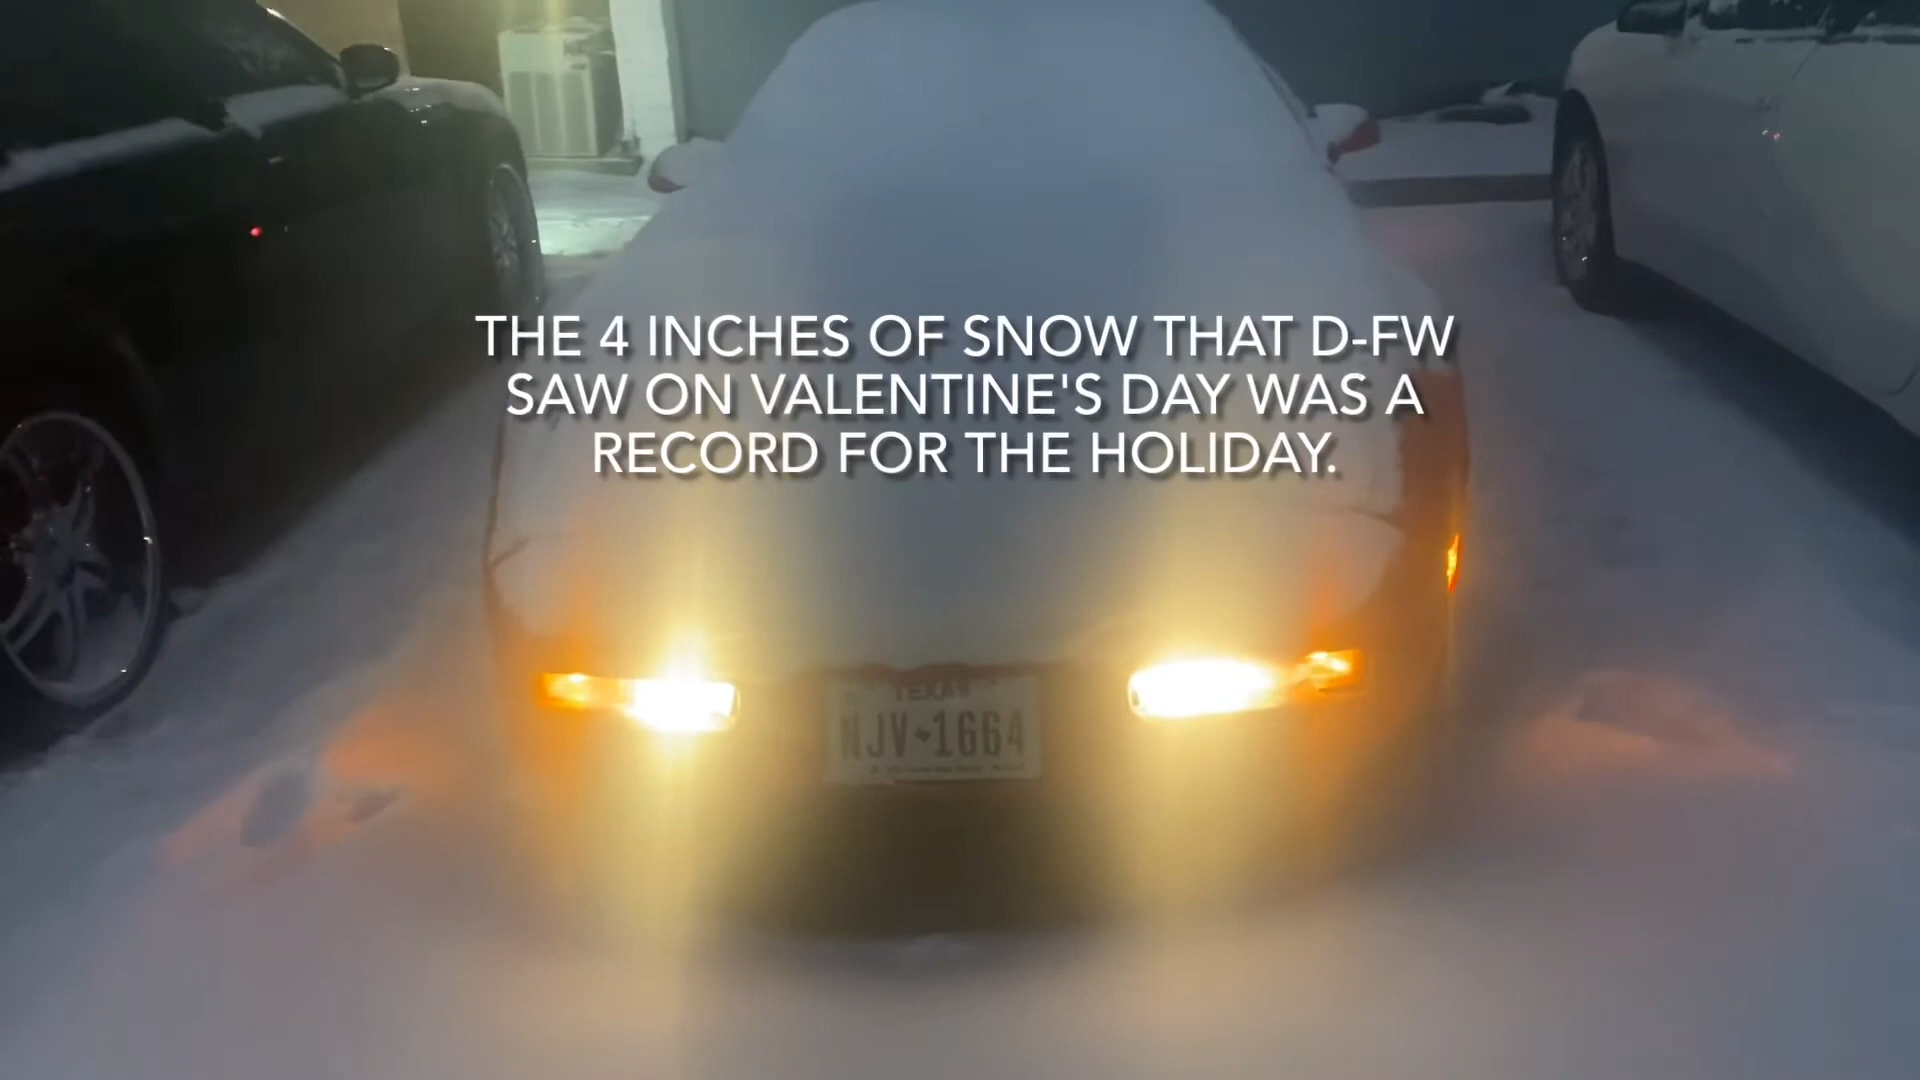 THE 4 INCHES OF SNOW THAT D-FW
SAW ON VALENTINE'S DAY WAS A
RECORD FOR THE HOLIDAY.
TEXAS
NJV 1664